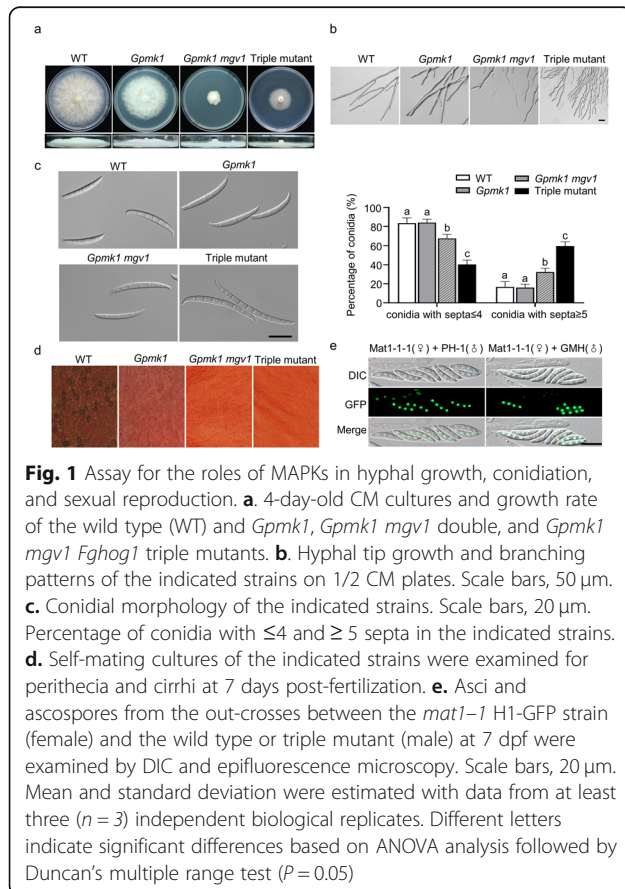 a
WT
Gpmk1
Gpmk1 mgv1
Triple mutant
b
WT
Gpmk1
Gpmk1 mgv1
Triple mutant
c
WT
Gpmk1
Gpmk1 mgv1
Triple mutant
WT
Gpmk1 mgv1
Gpmk1
Triple mutant
Percentage of conidia (%)
100
80
60
40
20
0
a
a
b
c
a
a
b
c
conidia with septa≤4
conidia with septa≥5
d
WT
Gpmk1
Gpmk1 mgv1
Triple mutant
e
Mat1-1-1(♀) + PH-1(♂)
Mat1-1-1(♀) + GMH(♂)
DIC
GFP
Merge
Fig. 1 Assay for the roles of MAPKs in hyphal growth, conidiation,
and sexual reproduction. a. 4-day-old CM cultures and growth rate
of the wild type (WT) and Gpmk1, Gpmk1 mgv1 double, and Gpmk1
mgv1 Fghog1 triple mutants. b. Hyphal tip growth and branching
patterns of the indicated strains on 1/2 CM plates. Scale bars, 50 μm.
c. Conidial morphology of the indicated strains. Scale bars, 20 μm.
Percentage of conidia with ≤4 and ≥ 5 septa in the indicated strains.
d. Self-mating cultures of the indicated strains were examined for
perithecia and cirrhi at 7 days post-fertilization. e. Asci and
ascospores from the out-crosses between the mat1–1 H1-GFP strain
(female) and the wild type or triple mutant (male) at 7 dpf were
examined by DIC and epifluorescence microscopy. Scale bars, 20 μm.
Mean and standard deviation were estimated with data from at least
three (n = 3) independent biological replicates. Different letters
indicate significant differences based on ANOVA analysis followed by
Duncan's multiple range test (P = 0.05)